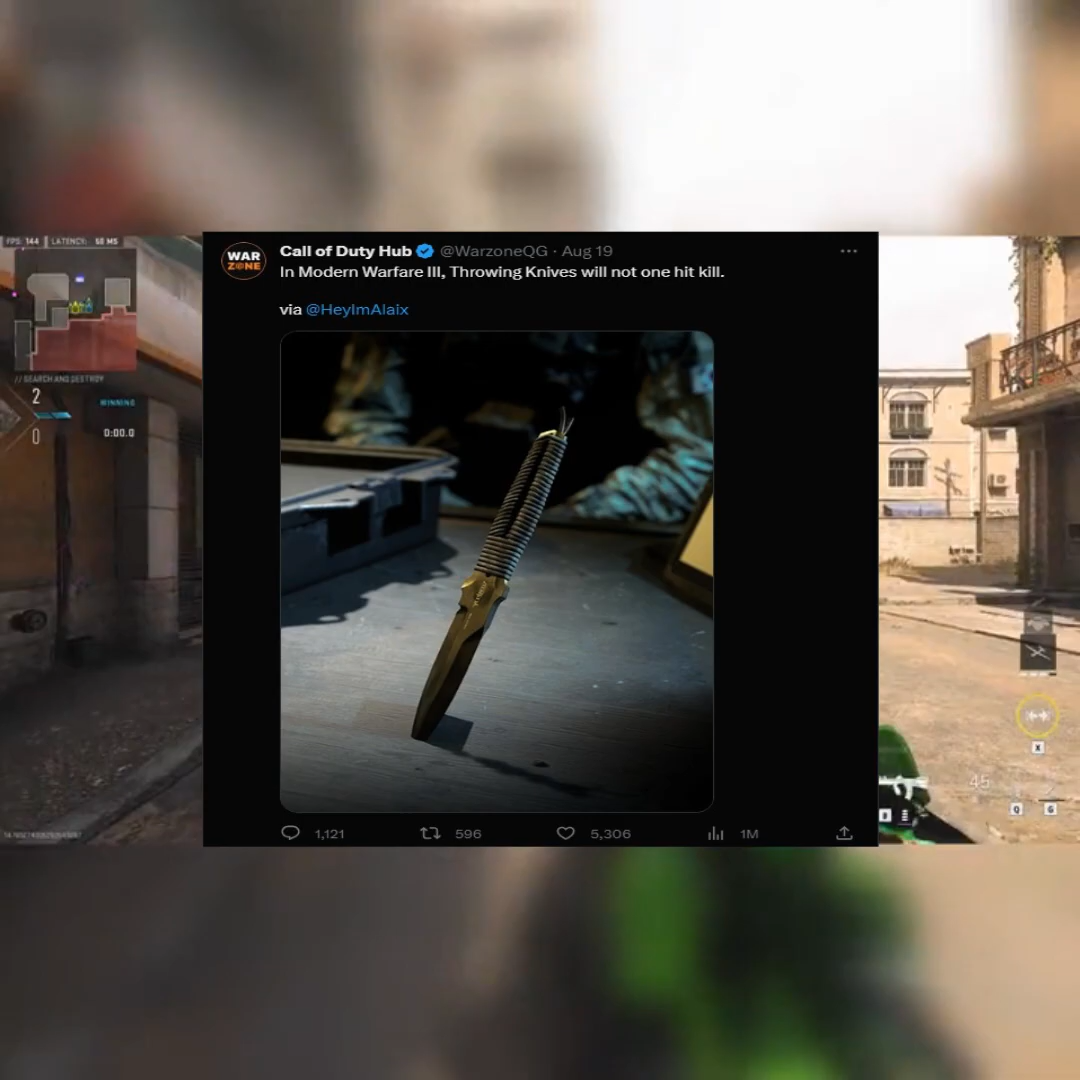 FPS: 144 LATENCY: 50 MS
WAR
ZONE
Call of Duty Hub @WarzoneQG · Aug 19
In Modern Warfare III, Throwing Knives will not one hit kill.
via @HeyImAlaix
// SEARCH AND DESTROY
2
WINNING
0
0:00.0
X
45
Q G
1,121 596 5,306 1M